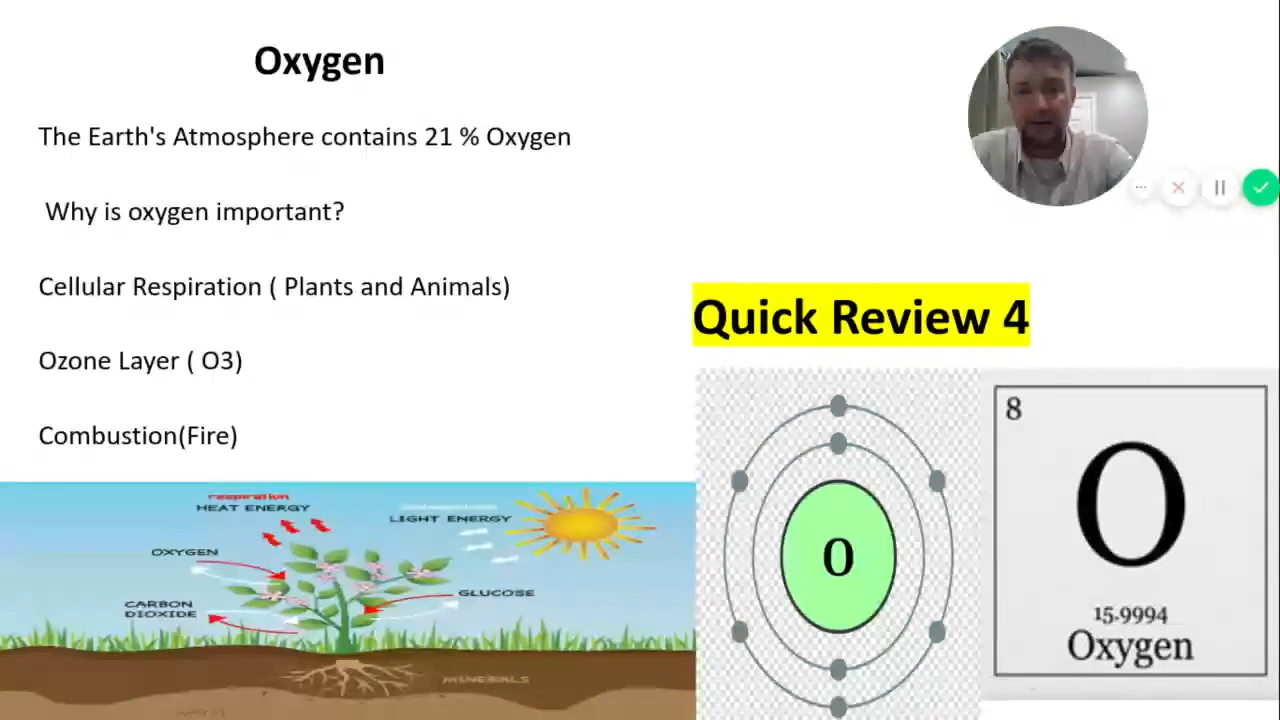 Oxygen
The Earth's Atmosphere contains 21 % Oxygen
Why is oxygen important?
Cellular Respiration ( Plants and Animals)
Ozone Layer ( O3)
Combustion(Fire)
Quick Review 4
respiration
HEAT ENERGY
LIGHT ENERGY
OXYGEN
GLUCOSE
CARBON
DIOXIDE
MINERALS
O
8
O
15.9994
Oxygen